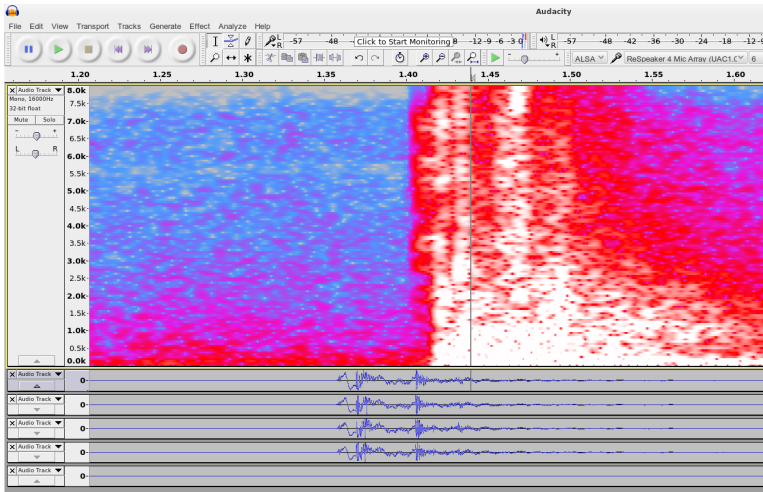 Audacity
File Edit View Transport Tracks Generate Effect Analyze Help
L R -57 -48 Click to Start Monitoring 8 -12 -9 -6 -3 0 L R -57 -48 -42 -36 -30 -24 -18 -12 -9
ALSA ReSpeaker 4 Mic Array (UAC1.( 6
1.20 1.25 1.30 1.35 1.40 1.45 1.50 1.55 1.60
Audio Track 8.0k
Mono, 16000Hz 7.5k
32-bit float
Mute Solo 7.0k
- + 6.5k
L R 6.0k
5.5k
5.0k
4.5k
4.0k
3.5k
3.0k
2.5k
2.0k
1.5k
1.0k
0.5k
0.0k
Audio Track
0
Audio Track
0
Audio Track
0
Audio Track
0
Audio Track
0